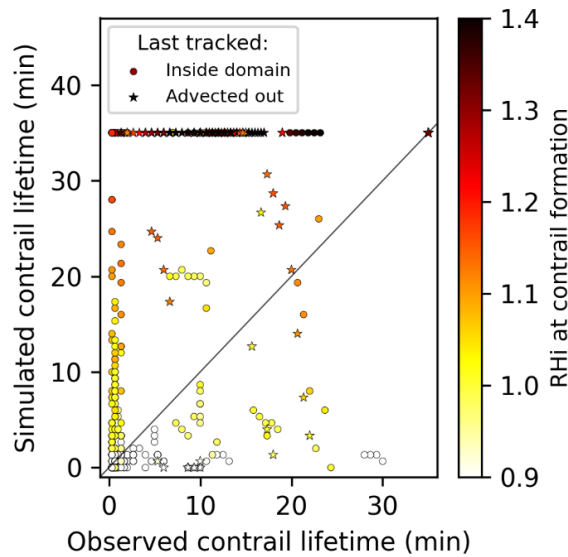 Last tracked:
Inside domain
Advected out
Simulated contrail lifetime (min)
40
30
20
10
0
0
10
20
30
Observed contrail lifetime (min)
1.4
1.3
1.2
1.1
1.0
0.9
RHi at contrail formation